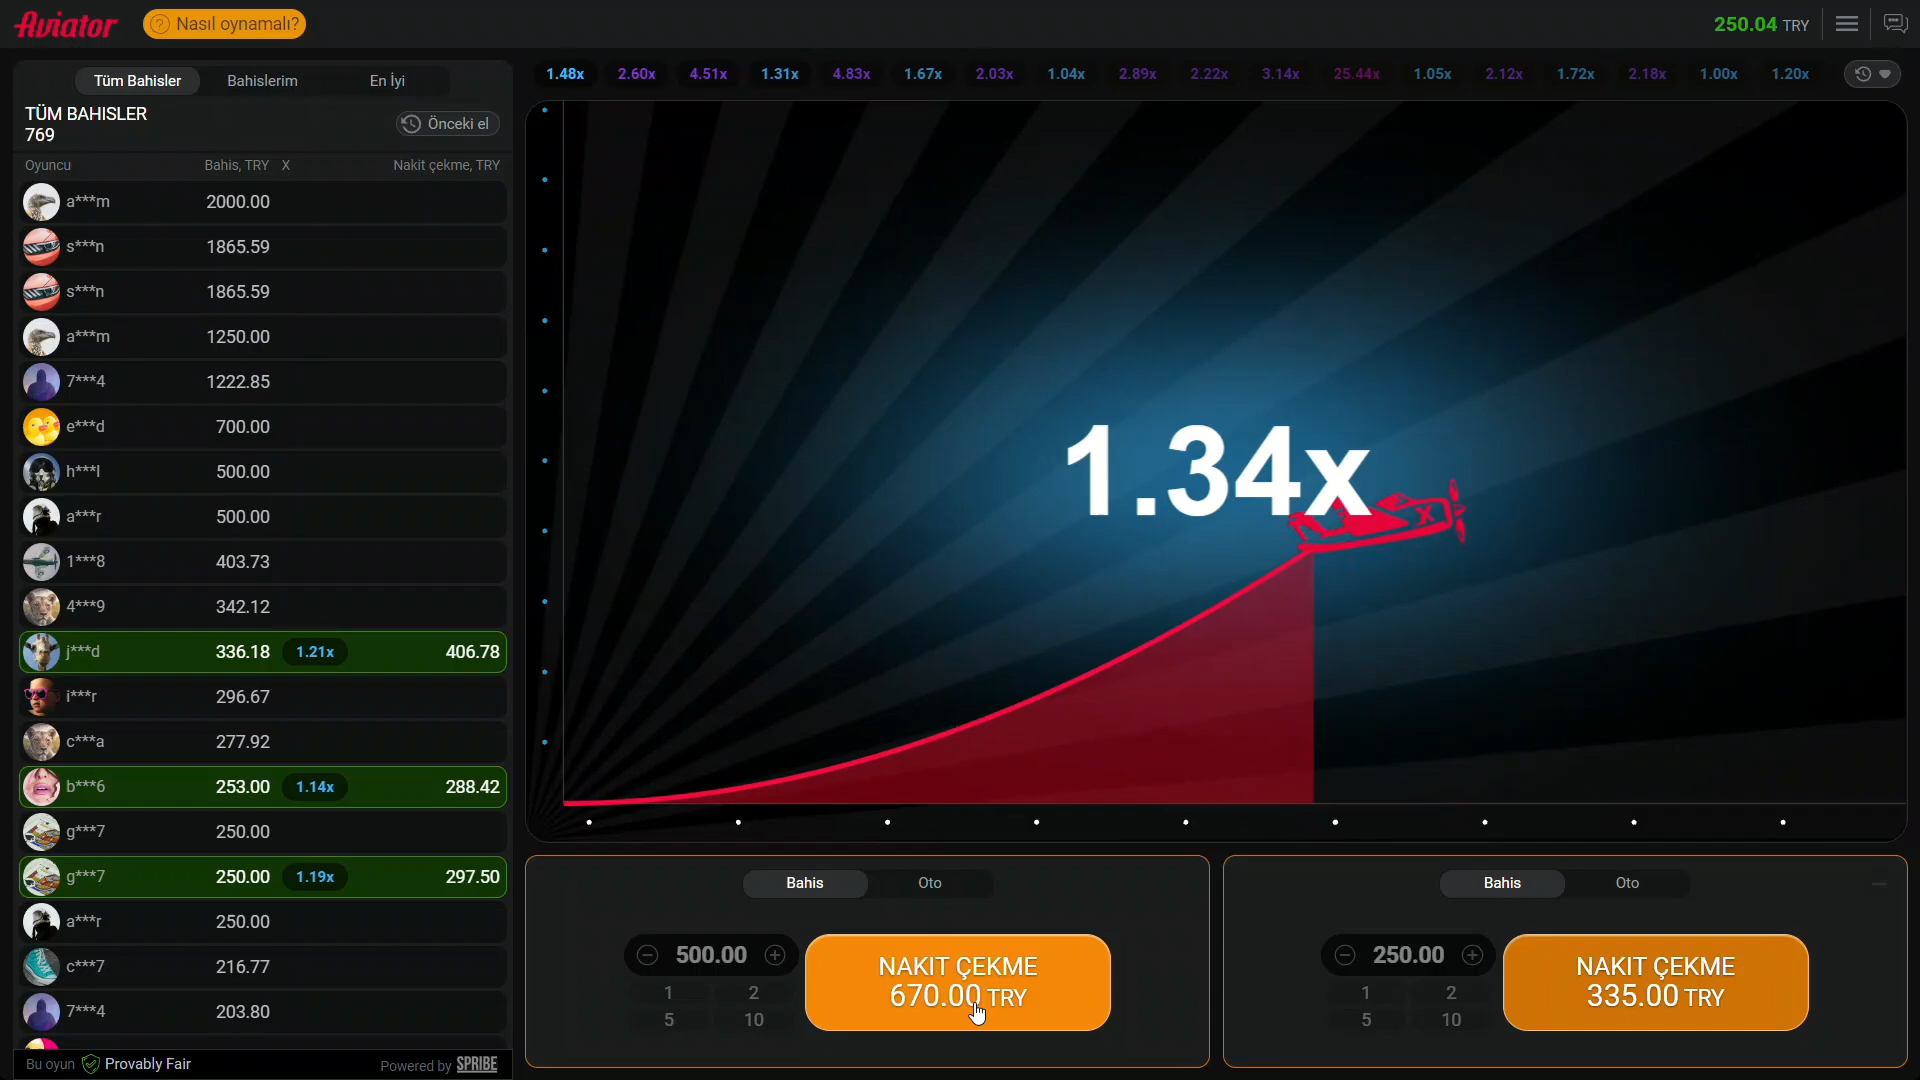 Aviator
Nasıl oynamalı?
250.04 TRY
Tüm Bahisler Bahislerim En İyi
1.48x 2.60x 4.51x 1.31x 4.83x 1.67x 2.03x 1.04x 2.89x 2.22x 3.14x 25.44x 1.05x 2.12x 1.72x 2.18x 1.00x 1.20x
TÜM BAHISLER
769
Önceki el
Oyuncu Bahis, TRY X Nakit çekme, TRY
a***m 2000.00
s***n 1865.59
s***n 1865.59
a***m 1250.00
7***4 1222.85
e***d 700.00
h***l 500.00
a***r 500.00
1***8 403.73
4***9 342.12
j***d 336.18 1.21x 406.78
i***r 296.67
c***a 277.92
b***6 253.00 1.14x 288.42
g***7 250.00
g***7 250.00 1.19x 297.50
a***r 250.00
c***7 216.77
7***4 203.80
Bu oyun Provably Fair Powered by SPRIBE
1.34x
X
Bahis Oto
500.00
1 2
5 10
NAKIT ÇEKME
670.00 TRY
Bahis Oto
250.00
1 2
5 10
NAKIT ÇEKME
335.00 TRY